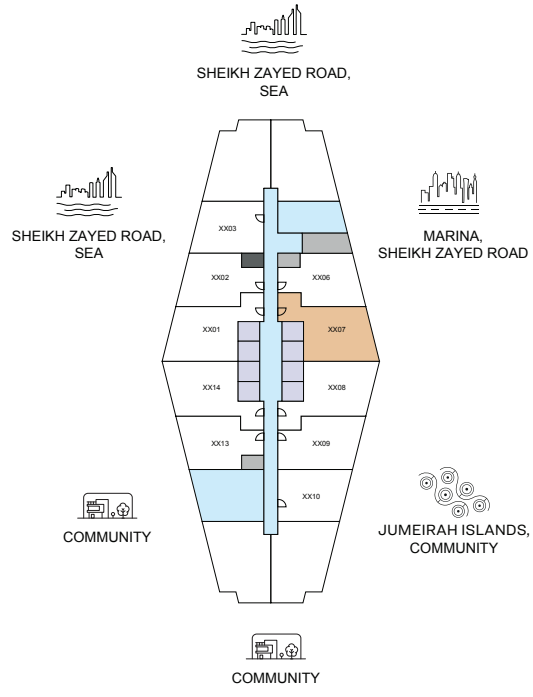 SHEIKH ZAYED ROAD,
SEA
SHEIKH ZAYED ROAD,
SEA
MARINA,
SHEIKH ZAYED ROAD
XX03
XX02
XX06
XX01
XX07
XX14
XX08
XX13
XX09
XX10
COMMUNITY
JUMEIRAH ISLANDS,
COMMUNITY
COMMUNITY